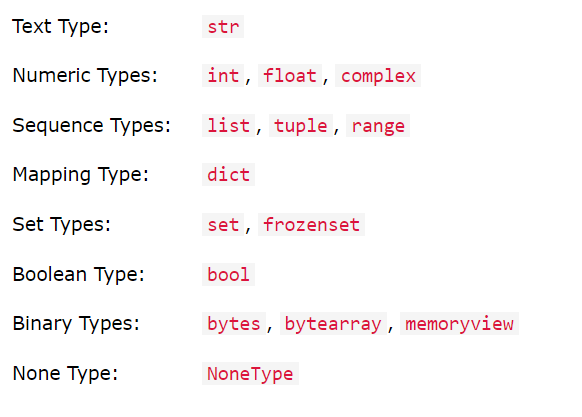 Text Type: str
Numeric Types: int, float, complex
Sequence Types: list, tuple, range
Mapping Type: dict
Set Types: set, frozenset
Boolean Type: bool
Binary Types: bytes, bytearray, memoryview
None Type: NoneType